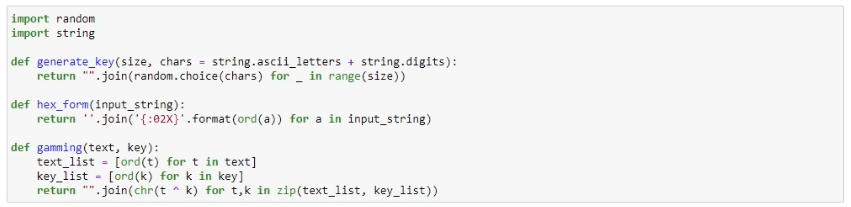 import random
import string

def generate_key(size, chars = string.ascii_letters + string.digits):
    return "".join(random.choice(chars) for _ in range(size))

def hex_form(input_string):
    return ''.join('{:02X}'.format(ord(a)) for a in input_string)

def gamming(text, key):
    text_list = [ord(t) for t in text]
    key_list = [ord(k) for k in key]
    return "".join(chr(t ^ k) for t,k in zip(text_list, key_list))